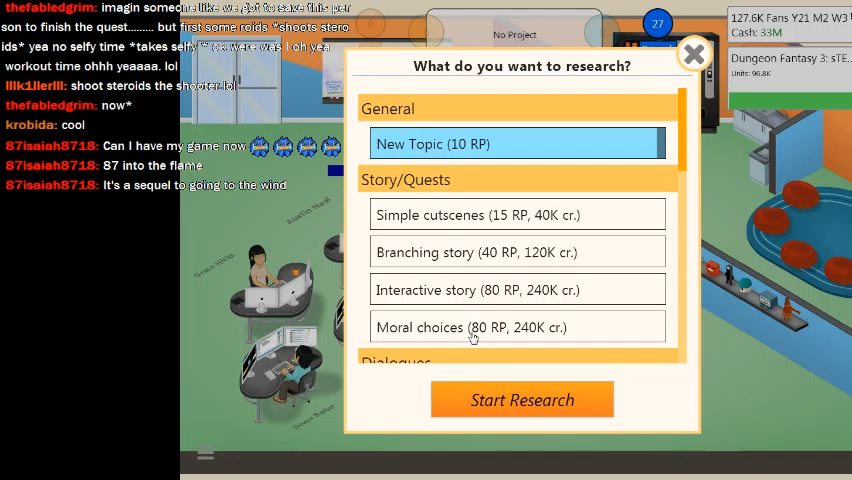 thefabledgrim: imagin someone like we got to save this per
son to finish the quest......... but first some roids *shoots stero
ids* yea no selfy time *takes selfy* ok were was I oh yea
workout time ohhh yeaaaa. lol
lllk1llerlll: shoot steroids the shooter lol
thefabledgrim: now*
krobida: cool
87isaiah8718: Can I have my game now
87isaiah8718: 87 into the flame
87isaiah8718: It's a sequel to going to the wind
0
No Project
27
127.6K Fans Y21 M2 W3
Cash: 33M
Dungeon Fantasy 3: sTE...
Units: 96.8K
What do you want to research?
General
New Topic (10 RP)
Story/Quests
Simple cutscenes (15 RP, 40K cr.)
Branching story (40 RP, 120K cr.)
Interactive story (80 RP, 240K cr.)
Moral choices (80 RP, 240K cr.)
Dialogues
Start Research
Austin Neal